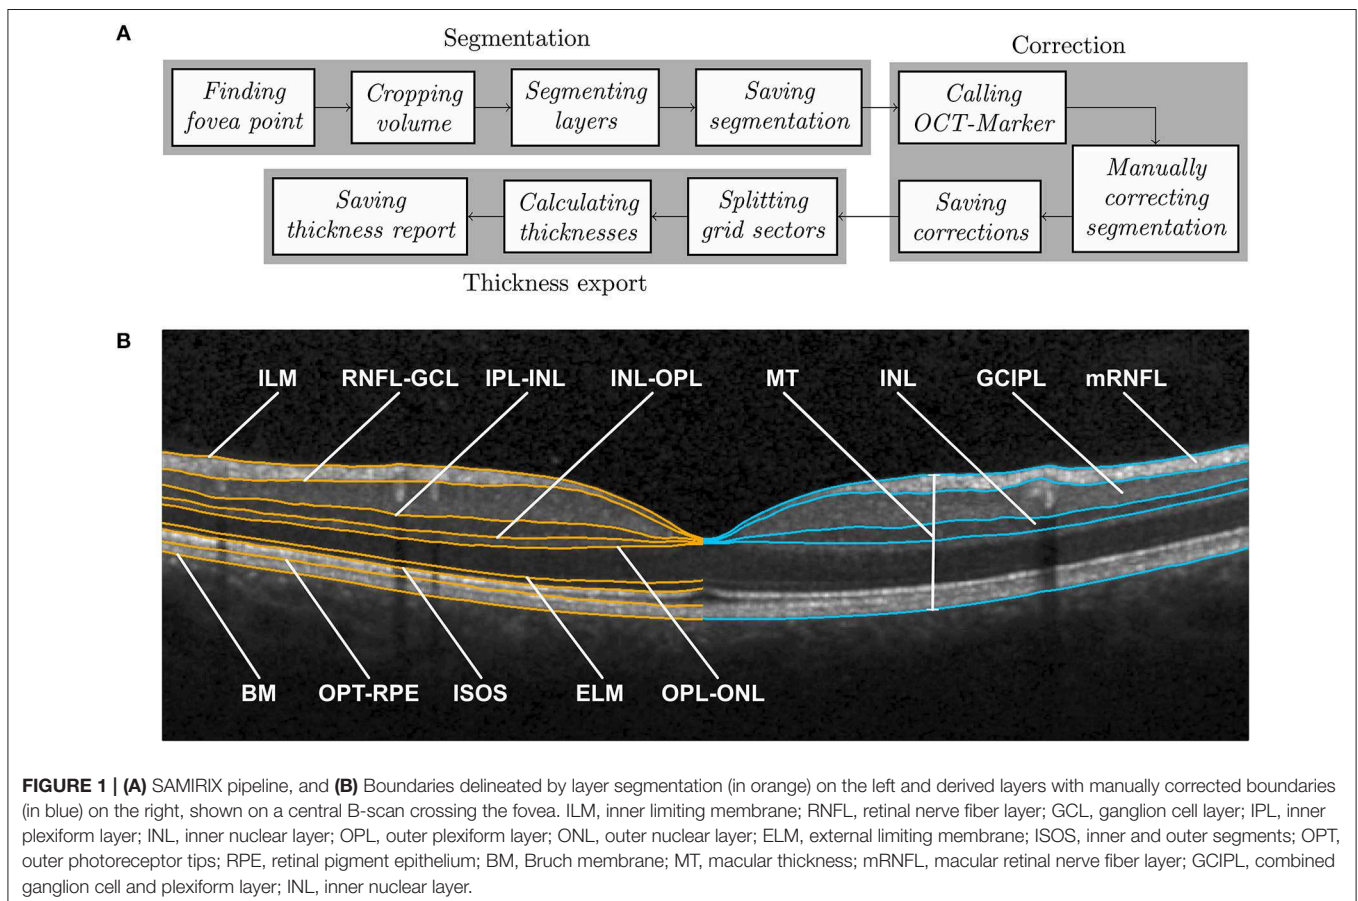 A
Segmentation
Correction
Finding
fovea point
Cropping
volume
Segmenting
layers
Saving
segmentation
Calling
OCT-Marker
Manually
correcting
segmentation
Saving
corrections
Splitting
grid sectors
Calculating
thicknesses
Saving
thickness report
Thickness export
B
ILM RNFL-GCL IPL-INL INL-OPL MT INL GCIPL mRNFL
BM OPT-RPE ISOS ELM OPL-ONL
FIGURE 1 | (A) SAMIRIX pipeline, and (B) Boundaries delineated by layer segmentation (in orange) on the left and derived layers with manually corrected boundaries
(in blue) on the right, shown on a central B-scan crossing the fovea. ILM, inner limiting membrane; RNFL, retinal nerve fiber layer; GCL, ganglion cell layer; IPL, inner
plexiform layer; INL, inner nuclear layer; OPL, outer plexiform layer; ONL, outer nuclear layer; ELM, external limiting membrane; ISOS, inner and outer segments; OPT,
outer photoreceptor tips; RPE, retinal pigment epithelium; BM, Bruch membrane; MT, macular thickness; mRNFL, macular retinal nerve fiber layer; GCIPL, combined
ganglion cell and plexiform layer; INL, inner nuclear layer.